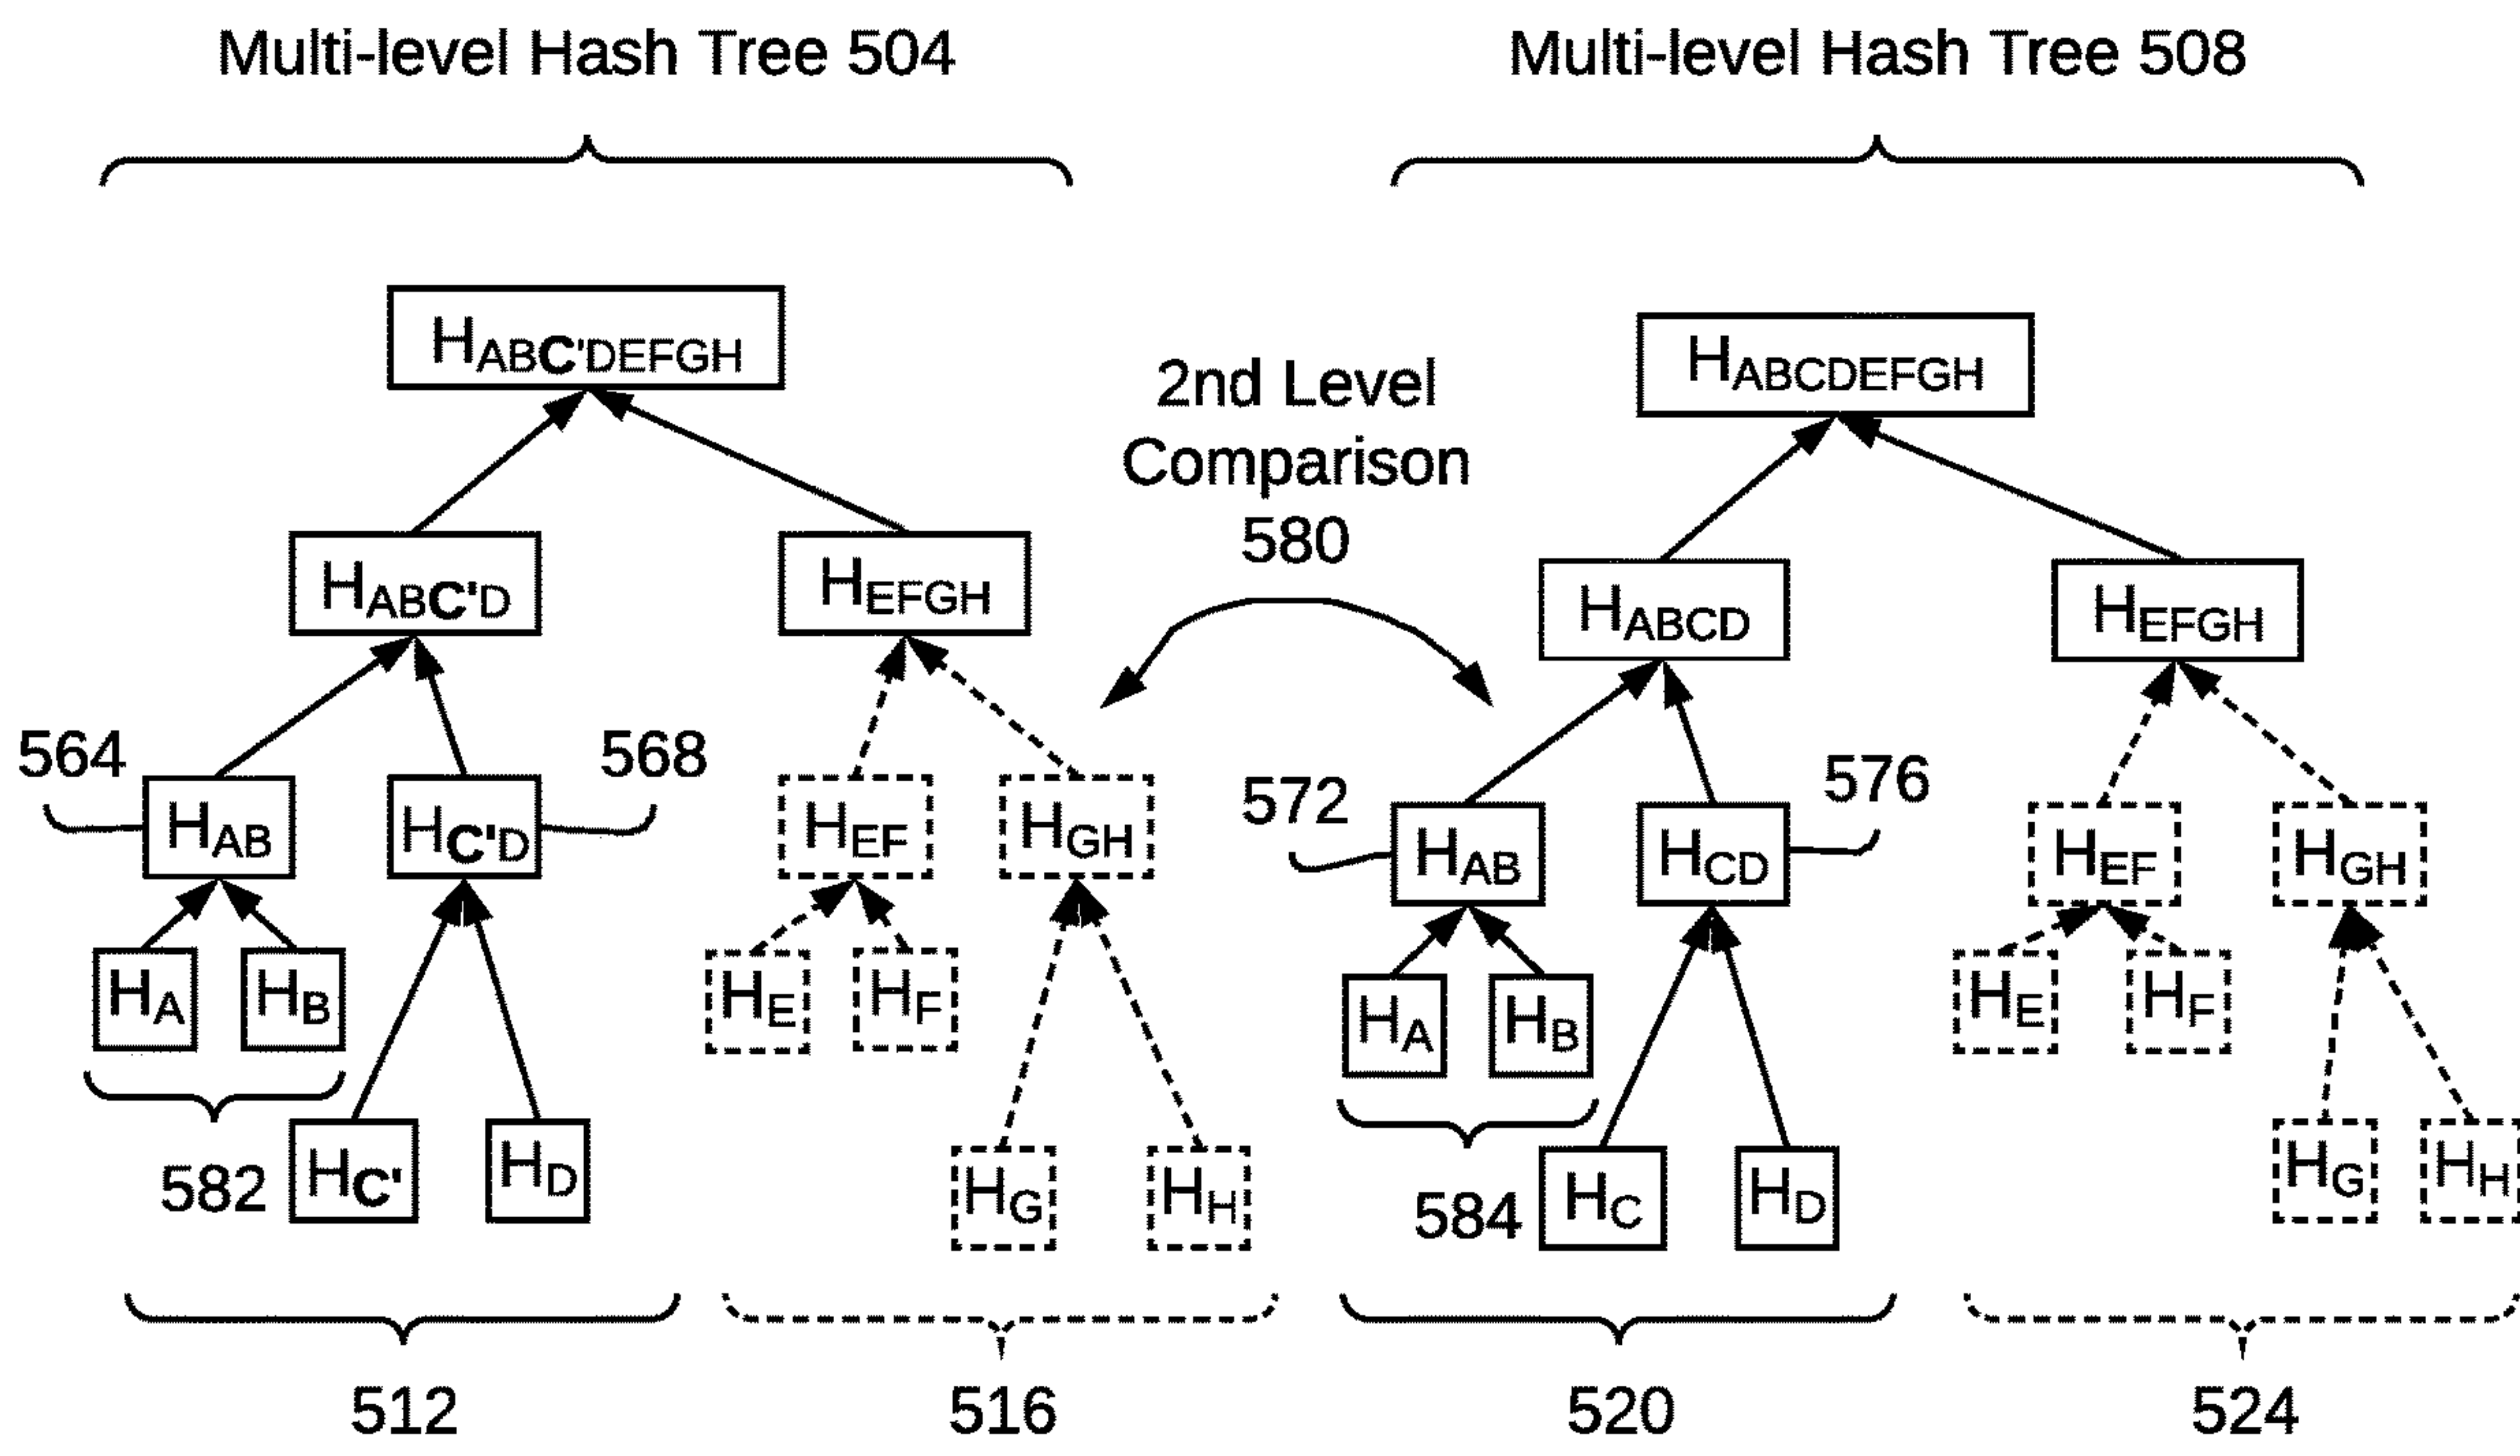 Multi-level Hash Tree 504
Multi-level Hash Tree 508
HABC'DEFGH
HABCDEFGH
2nd Level
Comparison
580
HABC'D
HEFGH
HABCD
HEFGH
564
568
572
576
HAB
HC'D
HEF
HGH
HAB
HCD
HEF
HGH
HA
HB
HE
HF
HA
HB
HE
HF
582
HC'
HD
HG
HH
584
HC
HD
HG
HH
512
516
520
524